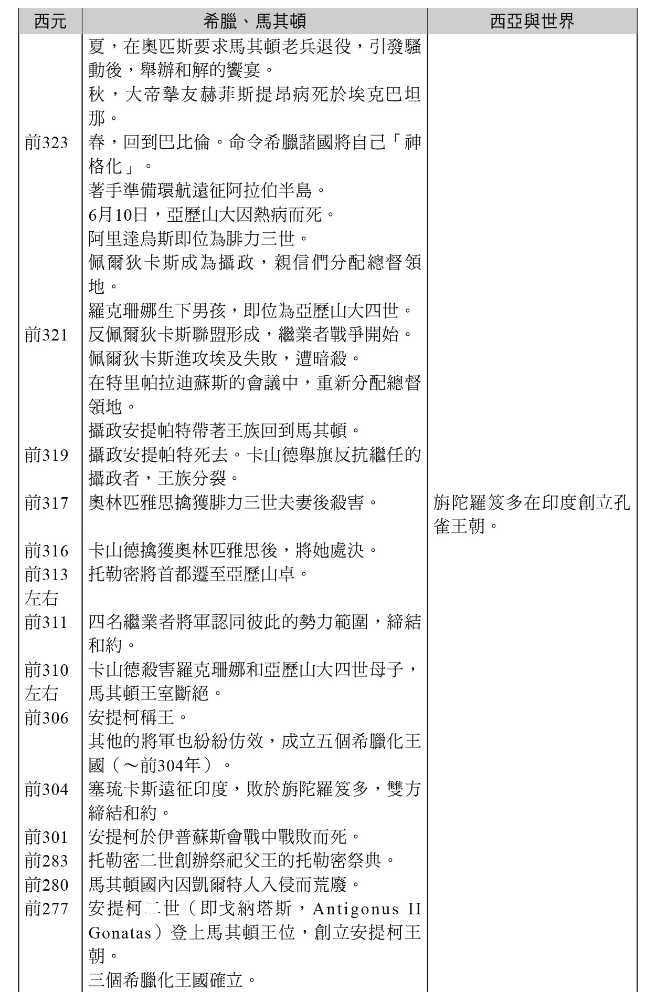 西元 希臘、馬其頓 西亞與世界
夏，在奧匹斯要求馬其頓老兵退役，引發騷
動後，舉辦和解的饗宴。
秋，大帝摯友赫菲斯提昂病死於埃克巴坦
那。
前323 春，回到巴比倫。命令希臘諸國將自己「神
格化」。
著手準備環航遠征阿拉伯半島。
6月10日，亞歷山大因熱病而死。
阿里達烏斯即位為腓力三世。
佩爾狄卡斯成為攝政，親信們分配總督領
地。
羅克珊娜生下男孩，即位為亞歷山大四世。
前321 反佩爾狄卡斯聯盟形成，繼業者戰爭開始。
佩爾狄卡斯進攻埃及失敗，遭暗殺。
在特里帕拉迪蘇斯的會議中，重新分配總督
領地。
攝政安提帕特帶著王族回到馬其頓。
前319 攝政安提帕特死去。卡山德舉旗反抗繼任的
攝政者，王族分裂。
前317 奧林匹雅思擒獲腓力三世夫妻後殺害。 旃陀羅笈多在印度創立孔
雀王朝。
前316 卡山德擒獲奧林匹雅思後，將她處決。
前313 托勒密將首都遷至亞歷山卓。
左右
前311 四名繼業者將軍認同彼此的勢力範圍，締結
和約。
前310 卡山德殺害羅克珊娜和亞歷山大四世母子，
左右 馬其頓王室斷絕。
前306 安提柯稱王。
其他的將軍也紛紛仿效，成立五個希臘化王
國（～前304年）。
前304 塞琉卡斯遠征印度，敗於旃陀羅笈多，雙方
締結和約。
前301 安提柯於伊普蘇斯會戰中戰敗而死。
前283 托勒密二世創辦祭祀父王的托勒密祭典。
前280 馬其頓國內因凱爾特人入侵而荒廢。
前277 安提柯二世（即戈納塔斯，Antigonus II
Gonatas）登上馬其頓王位，創立安提柯王
朝。
三個希臘化王國確立。